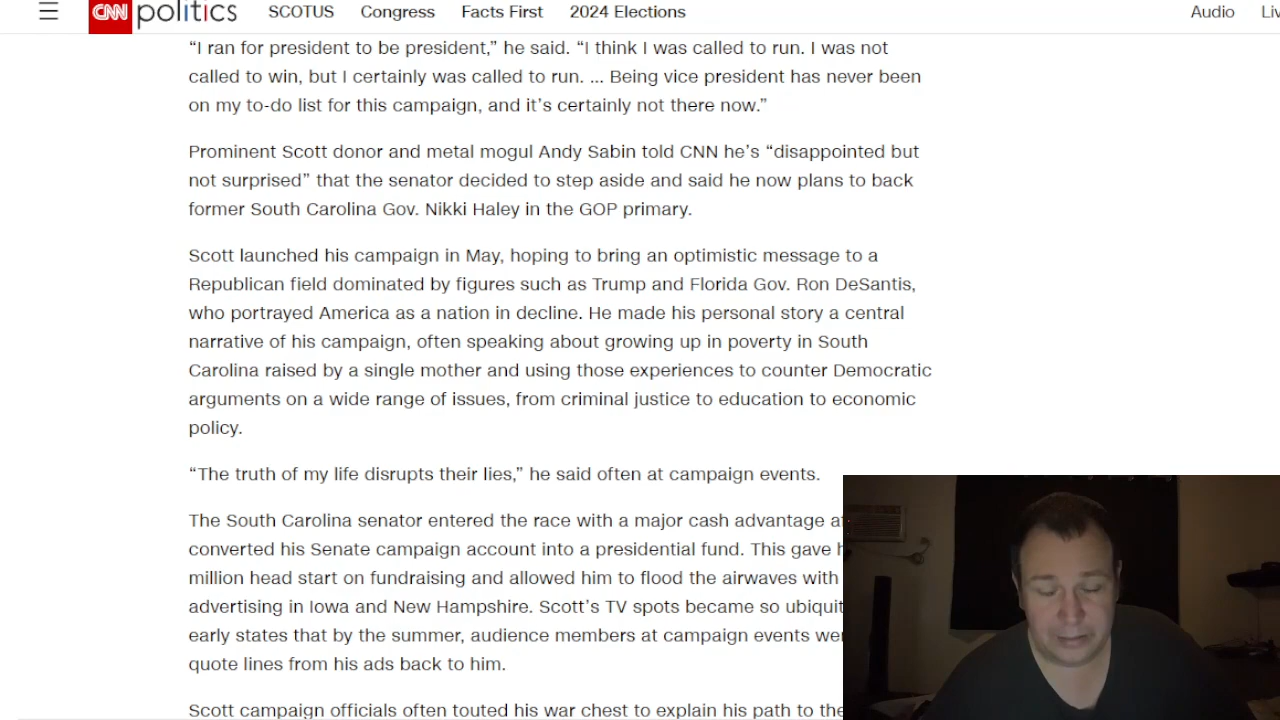 CNN politics SCOTUS Congress Facts First 2024 Elections Audio
“I ran for president to be president,” he said. “I think I was called to run. I was not
called to win, but I certainly was called to run. ... Being vice president has never been
on my to-do list for this campaign, and it’s certainly not there now.”
Prominent Scott donor and metal mogul Andy Sabin told CNN he’s “disappointed but
not surprised” that the senator decided to step aside and said he now plans to back
former South Carolina Gov. Nikki Haley in the GOP primary.
Scott launched his campaign in May, hoping to bring an optimistic message to a
Republican field dominated by figures such as Trump and Florida Gov. Ron DeSantis,
who portrayed America as a nation in decline. He made his personal story a central
narrative of his campaign, often speaking about growing up in poverty in South
Carolina raised by a single mother and using those experiences to counter Democratic
arguments on a wide range of issues, from criminal justice to education to economic
policy.
“The truth of my life disrupts their lies,” he said often at campaign events.
The South Carolina senator entered the race with a major cash advantage
converted his Senate campaign account into a presidential fund. This gave
million head start on fundraising and allowed him to flood the airwaves with
advertising in Iowa and New Hampshire. Scott’s TV spots became so
early states that by the summer, audience members at campaign events
quote lines from his ads back to him.
Scott campaign officials often touted his war chest to explain his path to the